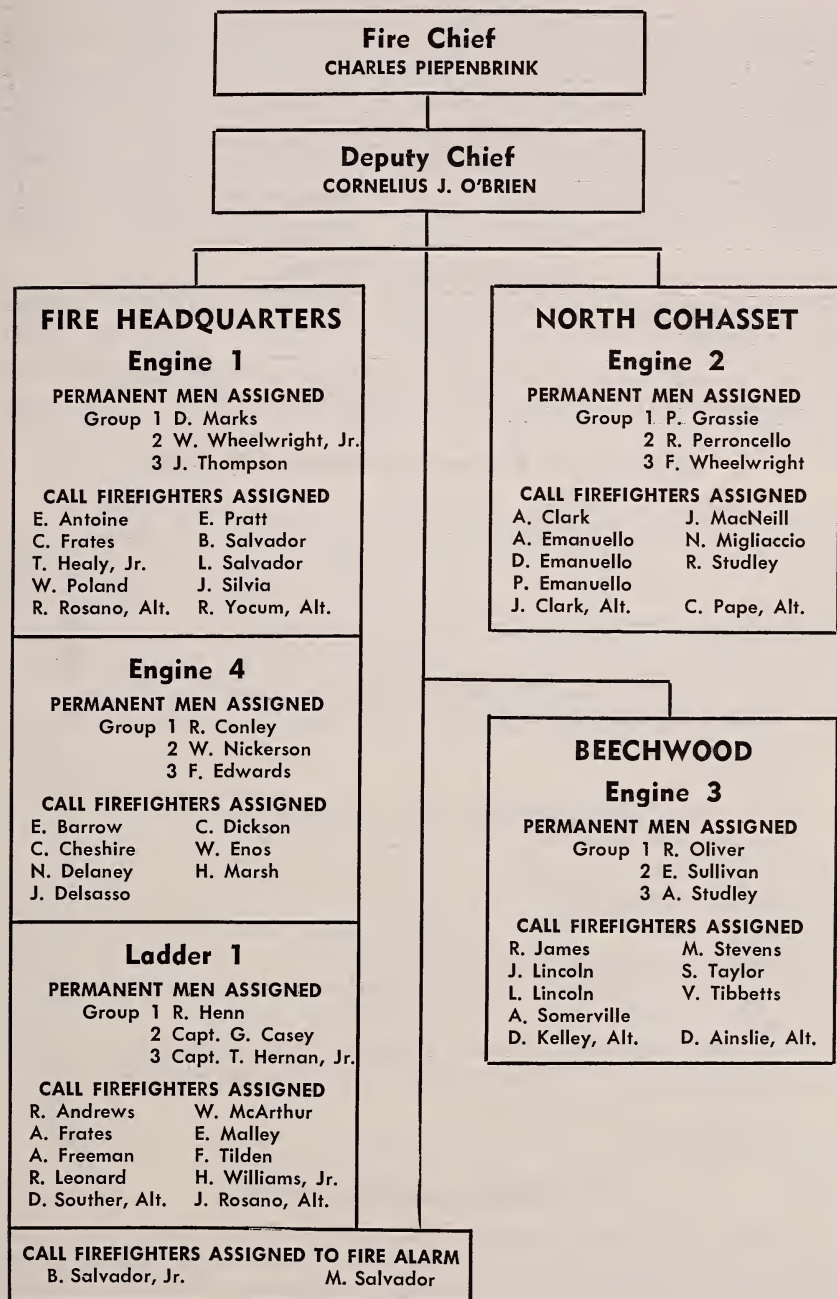 Fire Chief
CHARLES PIEPENBRINK
Deputy Chief
CORNELIUS J. O'BRIEN
FIRE HEADQUARTERS
Engine 1
PERMANENT MEN ASSIGNED
Group 1 D. Marks
2 W. Wheelwright, Jr.
3 J. Thompson
CALL FIREFIGHTERS ASSIGNED
E. Antoine E. Pratt
C. Frates B. Salvador
T. Healy, Jr. L. Salvador
W. Poland J. Silvia
R. Rosano, Alt. R. Yocum, Alt.
Engine 4
PERMANENT MEN ASSIGNED
Group 1 R. Conley
2 W. Nickerson
3 F. Edwards
CALL FIREFIGHTERS ASSIGNED
E. Barrow C. Dickson
C. Cheshire W. Enos
N. Delaney H. Marsh
J. Delsasso
Ladder 1
PERMANENT MEN ASSIGNED
Group 1 R. Henn
2 Capt. G. Casey
3 Capt. T. Hernan, Jr.
CALL FIREFIGHTERS ASSIGNED
R. Andrews W. McArthur
A. Frates E. Malley
A. Freeman F. Tilden
R. Leonard H. Williams, Jr.
D. Souther, Alt. J. Rosano, Alt.
NORTH COHASSET
Engine 2
PERMANENT MEN ASSIGNED
Group 1 P. Grassie
2 R. Perroncello
3 F. Wheelwright
CALL FIREFIGHTERS ASSIGNED
A. Clark J. MacNeill
A. Emanuello N. Migliaccio
D. Emanuello R. Studley
P. Emanuello
J. Clark, Alt. C. Pape, Alt.
BEECHWOOD
Engine 3
PERMANENT MEN ASSIGNED
Group 1 R. Oliver
2 E. Sullivan
3 A. Studley
CALL FIREFIGHTERS ASSIGNED
R. James M. Stevens
J. Lincoln S. Taylor
L. Lincoln V. Tibbetts
A. Somerville
D. Kelley, Alt. D. Ainslie, Alt.
CALL FIREFIGHTERS ASSIGNED TO FIRE ALARM
B. Salvador, Jr. M. Salvador